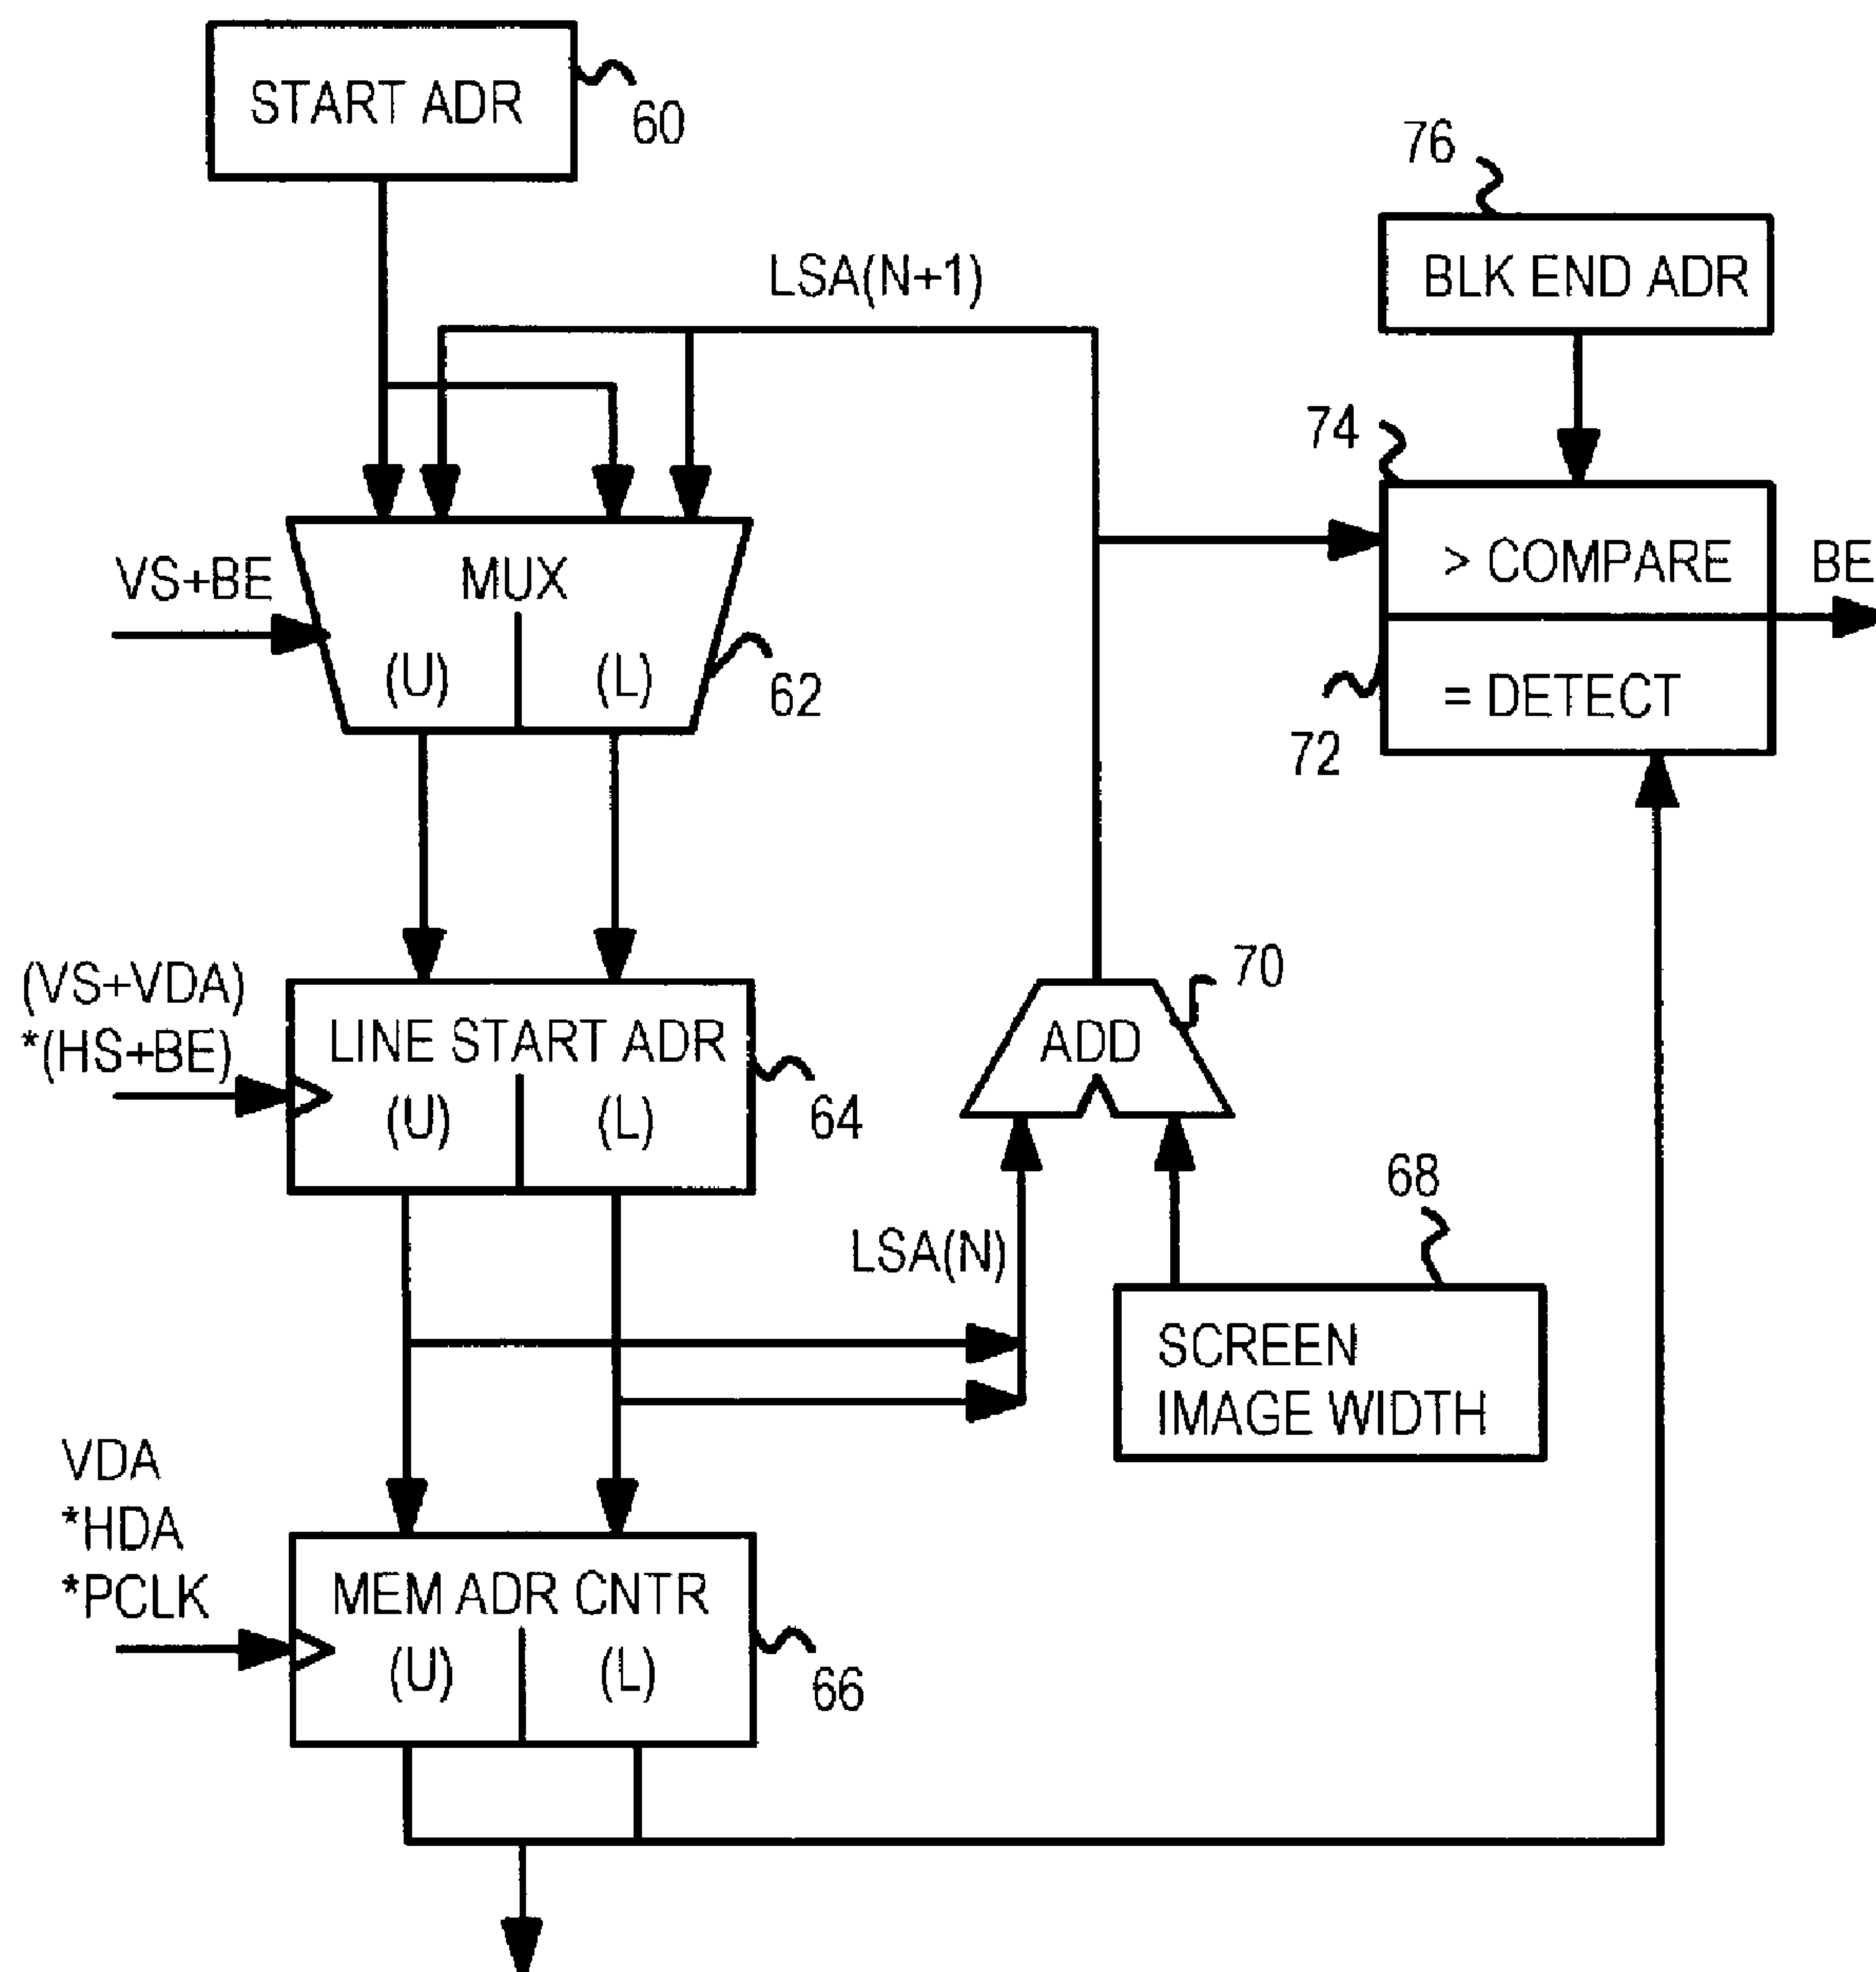 START ADR
60
76
BLK END ADR
LSA(N+1)
74
> COMPARE
BE
= DETECT
72
VS+BE
MUX
(U)
(L)
62
(VS+VDA)
*(HS+BE)
LINE START ADR
(U)
(L)
64
70
ADD
68
LSA(N)
SCREEN
IMAGE WIDTH
VDA
*HDA
*PCLK
MEM ADR CNTR
(U)
(L)
66